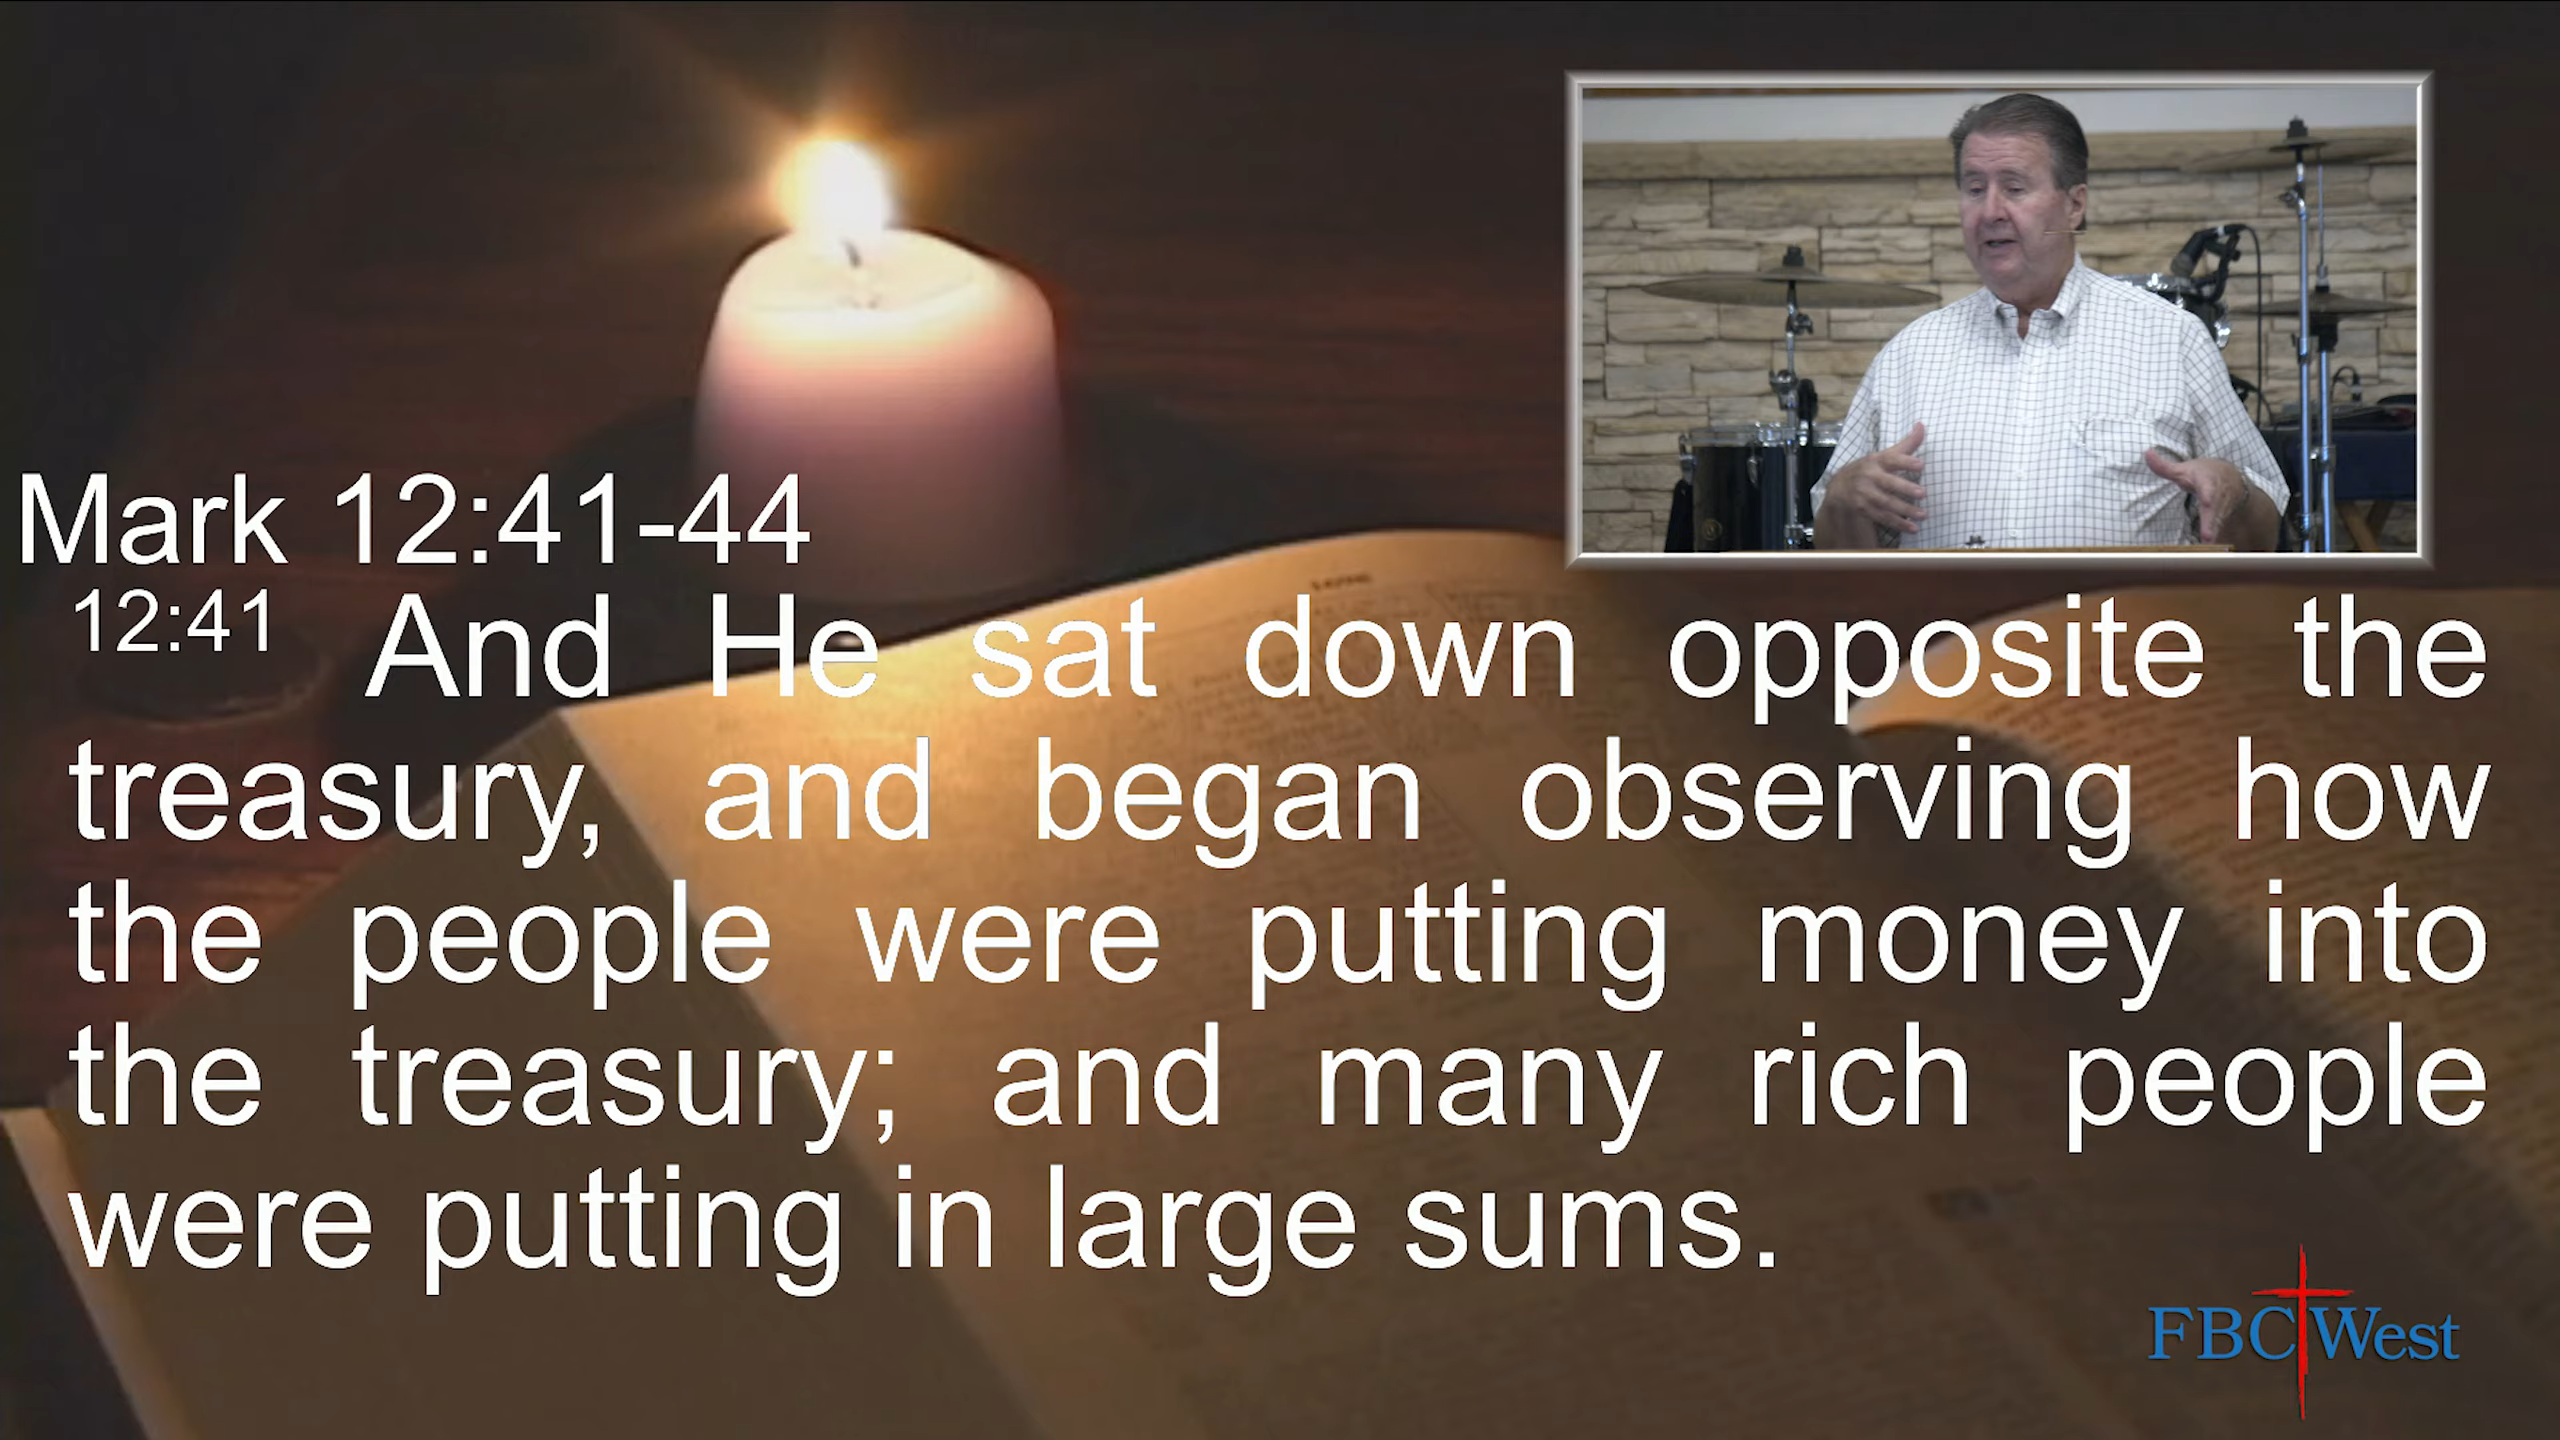 Mark 12:41-44
12:41 And He sat down opposite the
treasury, and began observing how
the people were putting money into
the treasury; and many rich people
were putting in large sums.
FBC West